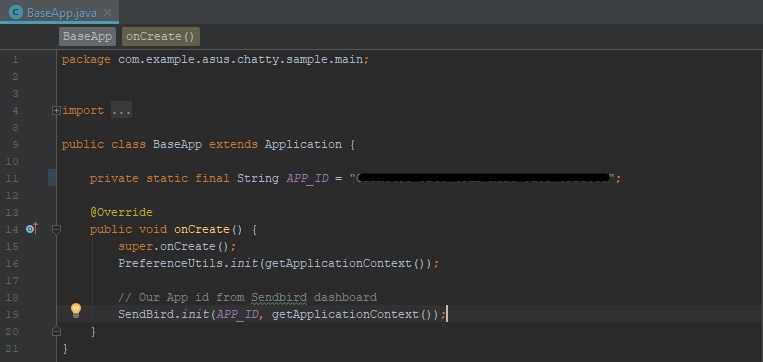 BaseApp.java
BaseApp onCreate()
1 package com.example.asus.chatty.sample.main;
2
3
4 import ...
8
9 public class BaseApp extends Application {
10
11 private static final String APP_ID = "";
12
13 @Override
14 public void onCreate() {
15 super.onCreate();
16 PreferenceUtils.init(getApplicationContext());
17
18 // Our App id from Sendbird dashboard
19 SendBird.init(APP_ID, getApplicationContext());
20 }
21 }